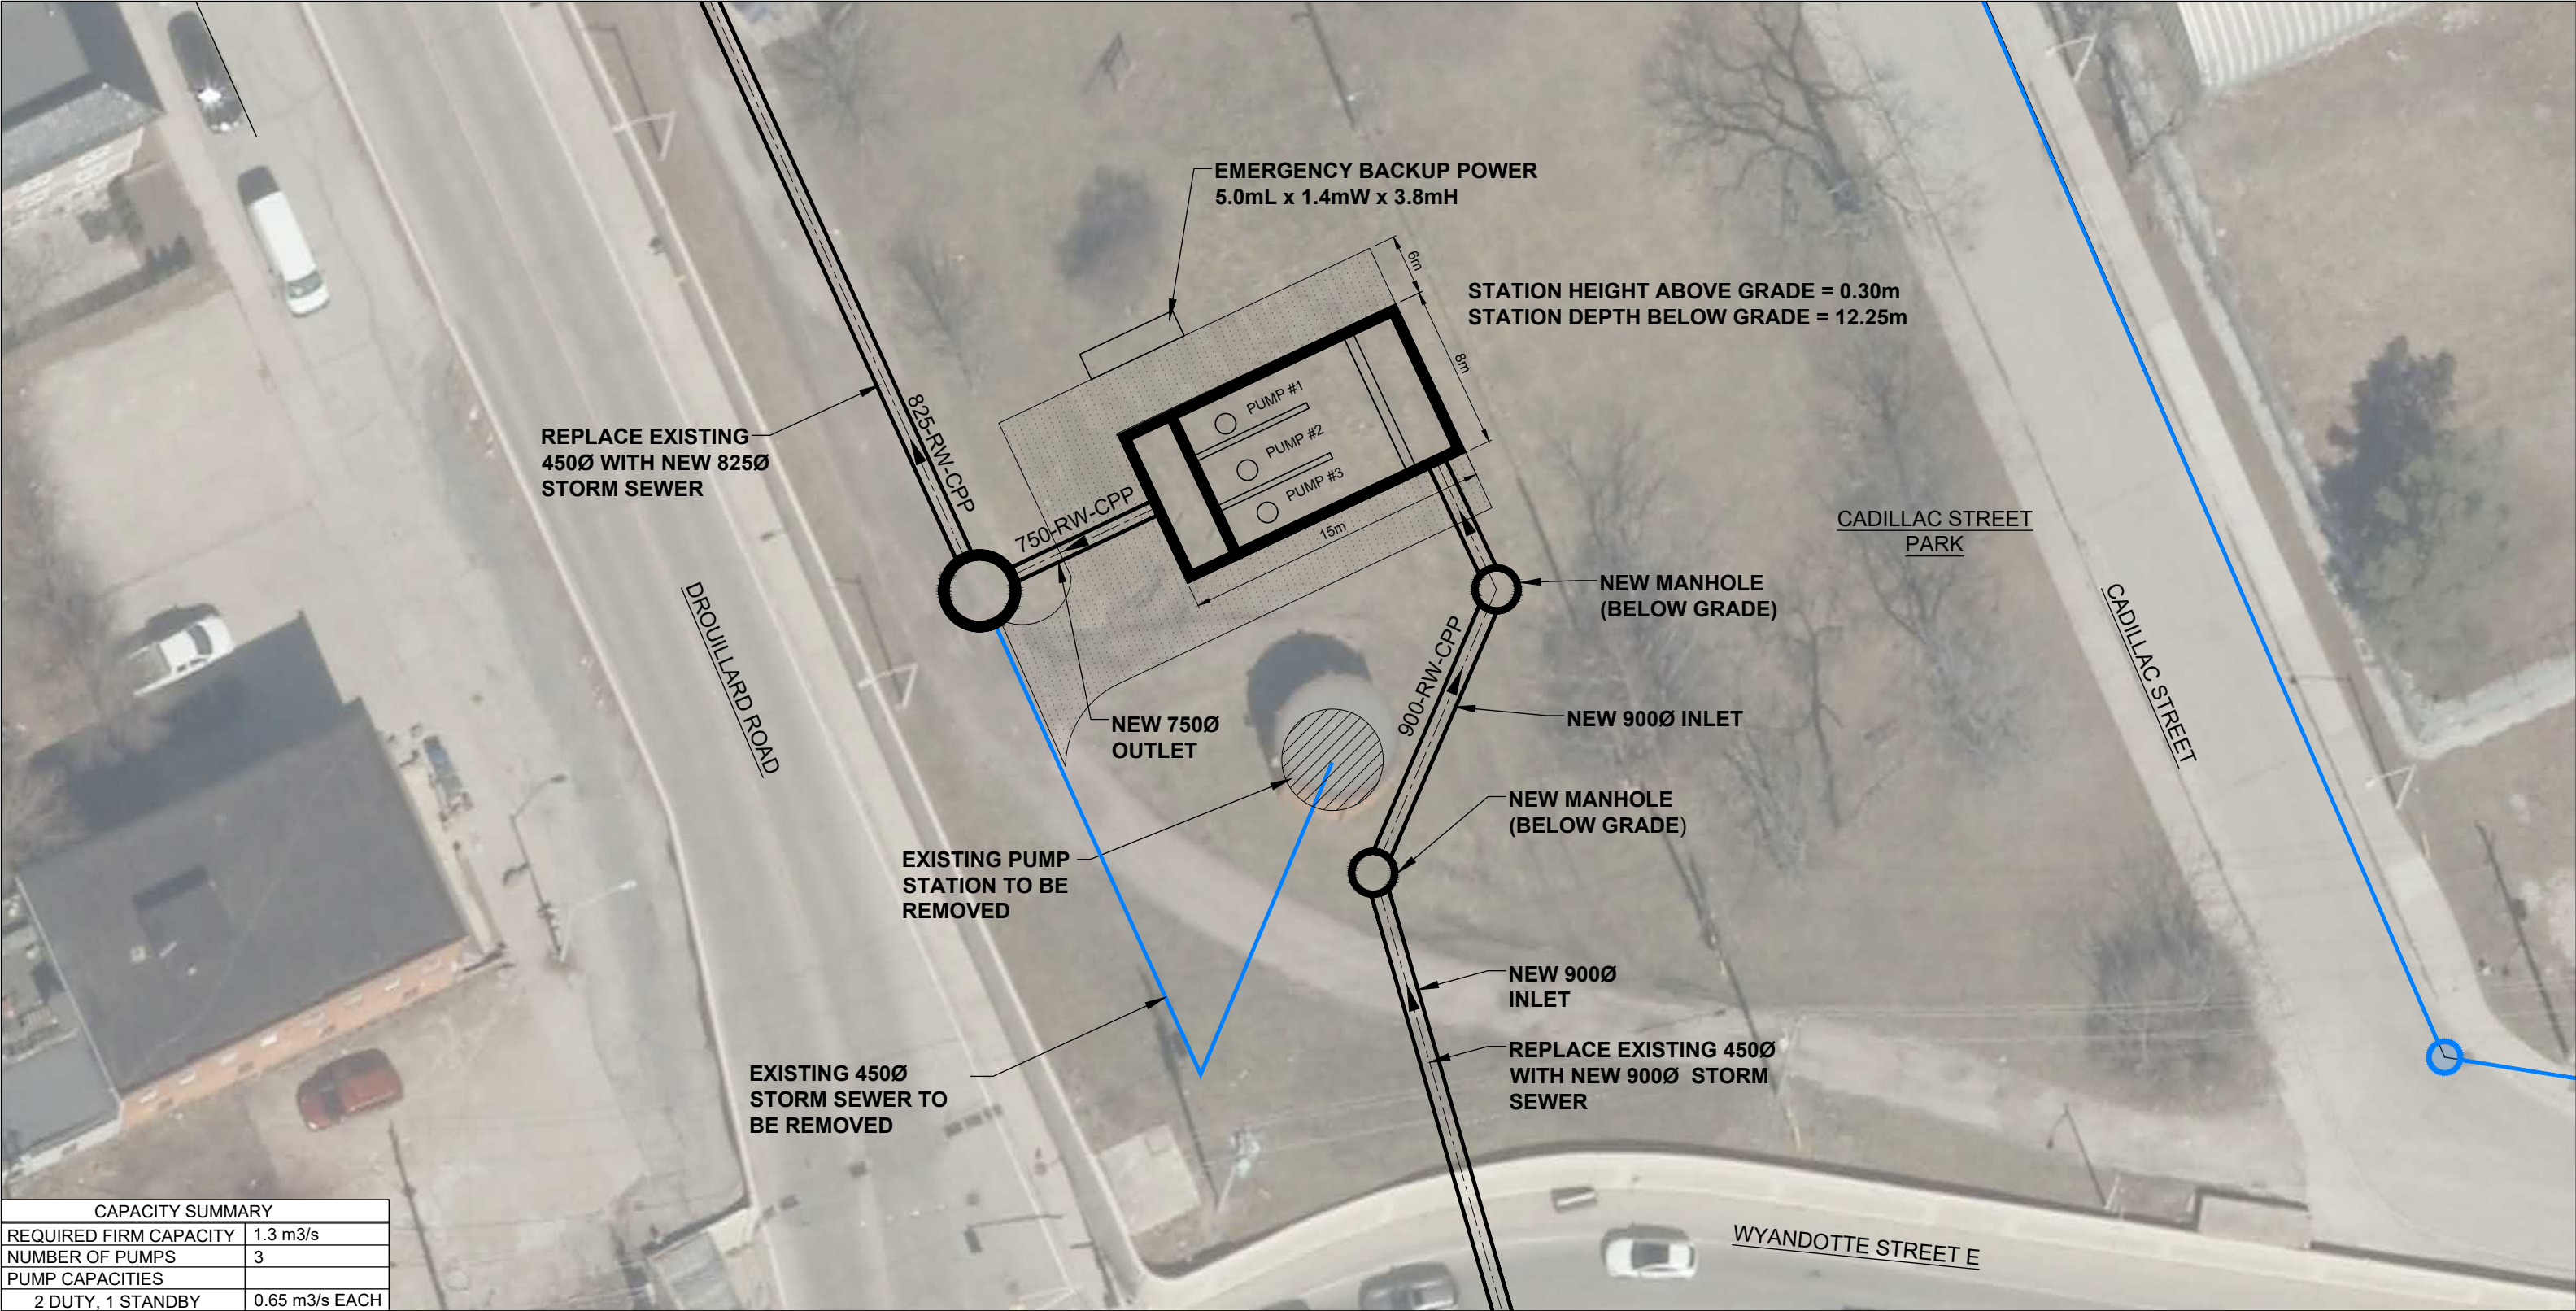 EMERGENCY BACKUP POWER
5.0mL x 1.4mW x 3.8mH
6m
STATION HEIGHT ABOVE GRADE = 0.30m
STATION DEPTH BELOW GRADE = 12.25m
8m
PUMP #1
PUMP #2
PUMP #3
15m
REPLACE EXISTING
450Ø WITH NEW 825Ø
STORM SEWER
825-RW-CPP
750-RW-CPP
CADILLAC STREET
PARK
NEW MANHOLE
(BELOW GRADE)
DROUILLARD ROAD
CADILLAC STREET
900-RW-CPP
NEW 750Ø
OUTLET
NEW 900Ø INLET
NEW MANHOLE
(BELOW GRADE)
EXISTING PUMP
STATION TO BE
REMOVED
NEW 900Ø
INLET
REPLACE EXISTING 450Ø
WITH NEW 900Ø STORM
SEWER
EXISTING 450Ø
STORM SEWER TO
BE REMOVED
WYANDOTTE STREET E
CAPACITY SUMMARY
REQUIRED FIRM CAPACITY 1.3 m3/s
NUMBER OF PUMPS 3
PUMP CAPACITIES
2 DUTY, 1 STANDBY 0.65 m3/s EACH